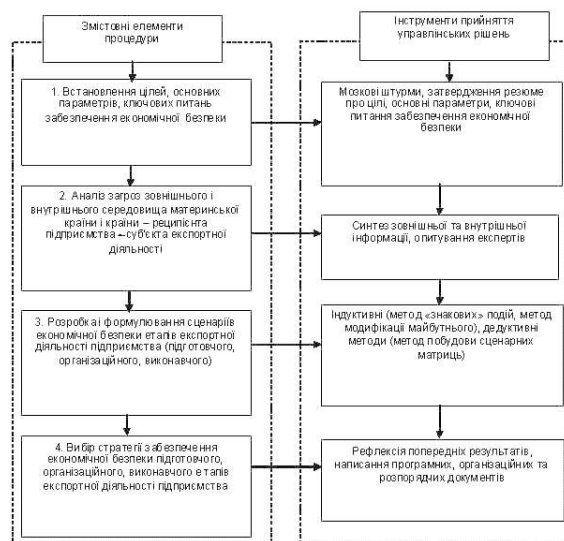 Змістовні елементи
процедури
Інструменти прийняття
управлінських рішень
1. Встановлення цілей, основних
параметрів, ключових питань
забезпечення економічної безпеки
Мозкові штурми, затвердження резюме
про цілі, основні параметри, ключові
питання забезпечення економічної
безпеки
2. Аналіз загроз зовнішнього і
внутрішнього середовища материнської
країни і країни – реципієнта
підприємства –суб'єкта експортної
діяльності
Синтез зовнішньої та внутрішньої
інформації, опитування експертів
3. Розробка і формулювання сценаріїв
економічної безпеки етапів експортної
діяльності підприємства (підготовчого,
організаційного, виконавчого)
Індуктивні (метод «знакових» подій, метод
модифікації майбутнього), дедуктивні
методи (метод побудови сценарних
матриць)
4. Вибір стратегії забезпечення
економічної безпеки підготовчого,
організаційного, виконавчого етапів
експортної діяльності підприємства
Рефлексія попередніх результатів,
написання програмних, організаційних та
розпорядчих документів